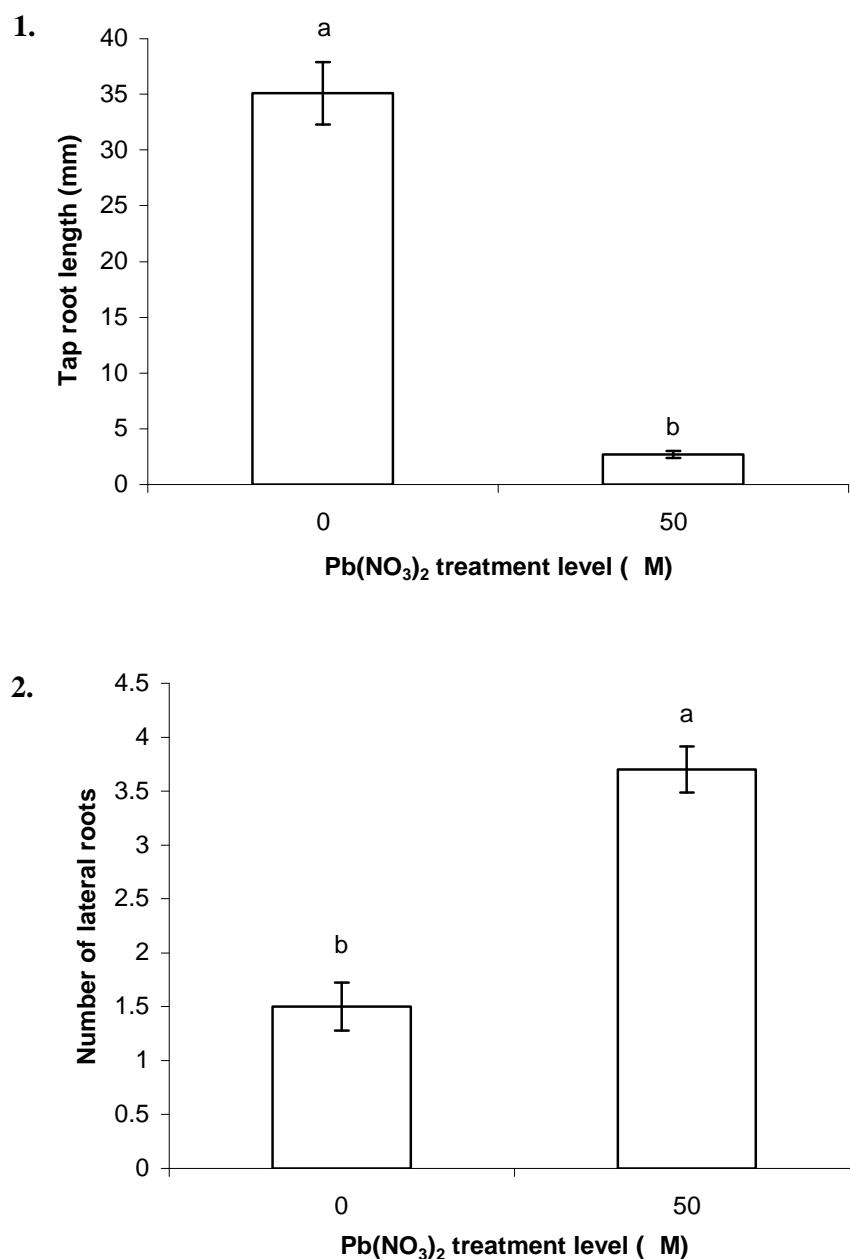 1.
40
a
35
30
25
20
15
10
5
b
0
Tap root length (mm)
0 50
Pb(NO₃)₂ treatment level ( M)
2.
4.5
a
4
3.5
3
2.5
2
b
1.5
1
0.5
0
Number of lateral roots
0 50
Pb(NO₃)₂ treatment level ( M)